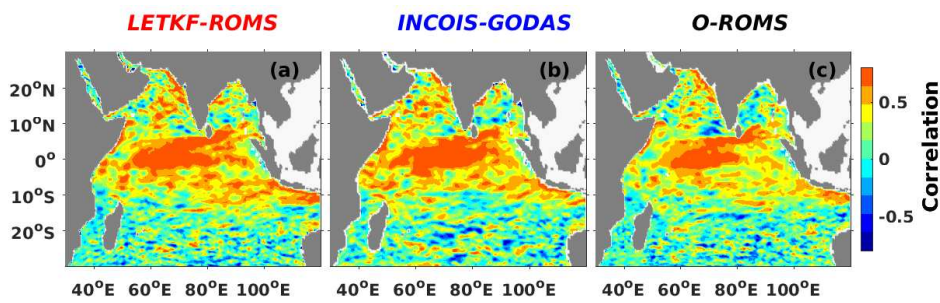 LETKF-ROMS INCOIS-GODAS O-ROMS
(a) (b) (c)
20°N
10°N
0°
10°S
20°S
40°E 60°E 80°E 100°E 40°E 60°E 80°E 100°E 40°E 60°E 80°E 100°E
0.5
0
-0.5
Correlation